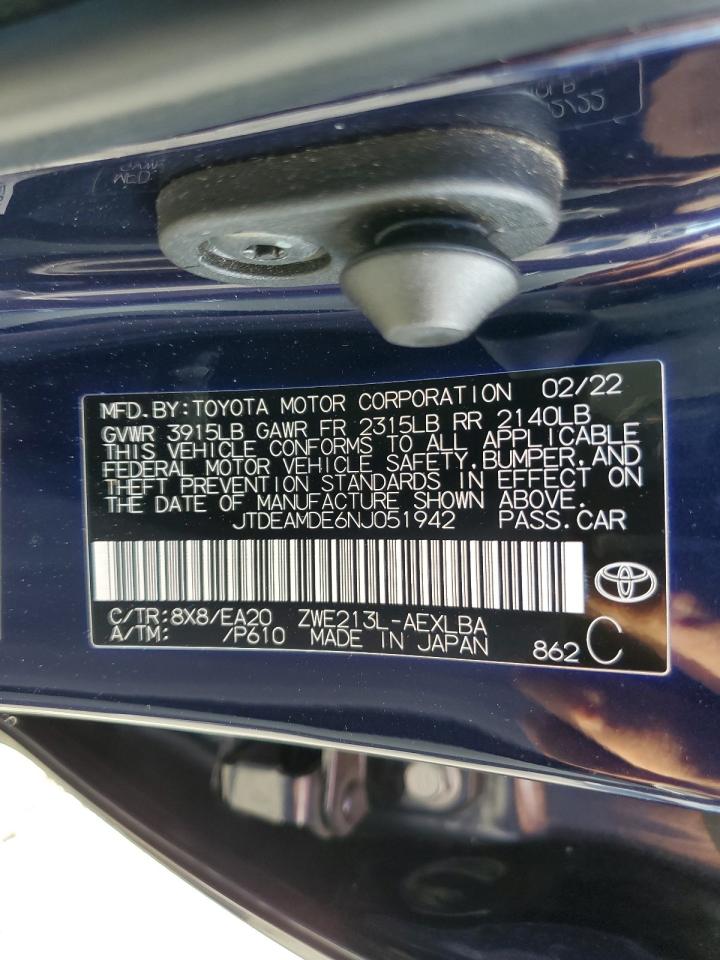 MFD.BY:TOYOTA MOTOR CORPORATION 02/22
GVWR 3915LB GAWR FR 2315LB RR 2140LB
THIS VEHICLE CONFORMS TO ALL APPLICABLE
FEDERAL MOTOR VEHICLE SAFETY,BUMPER,AND
THEFT PREVENTION STANDARDS IN EFFECT ON
THE DATE OF MANUFACTURE SHOWN ABOVE.
JTDEAMDE6NJ051942 PASS.CAR
C/TR:8X8/EA20 ZWE213L-AEXLBA
A/TM: /P610 MADE IN JAPAN 862 C